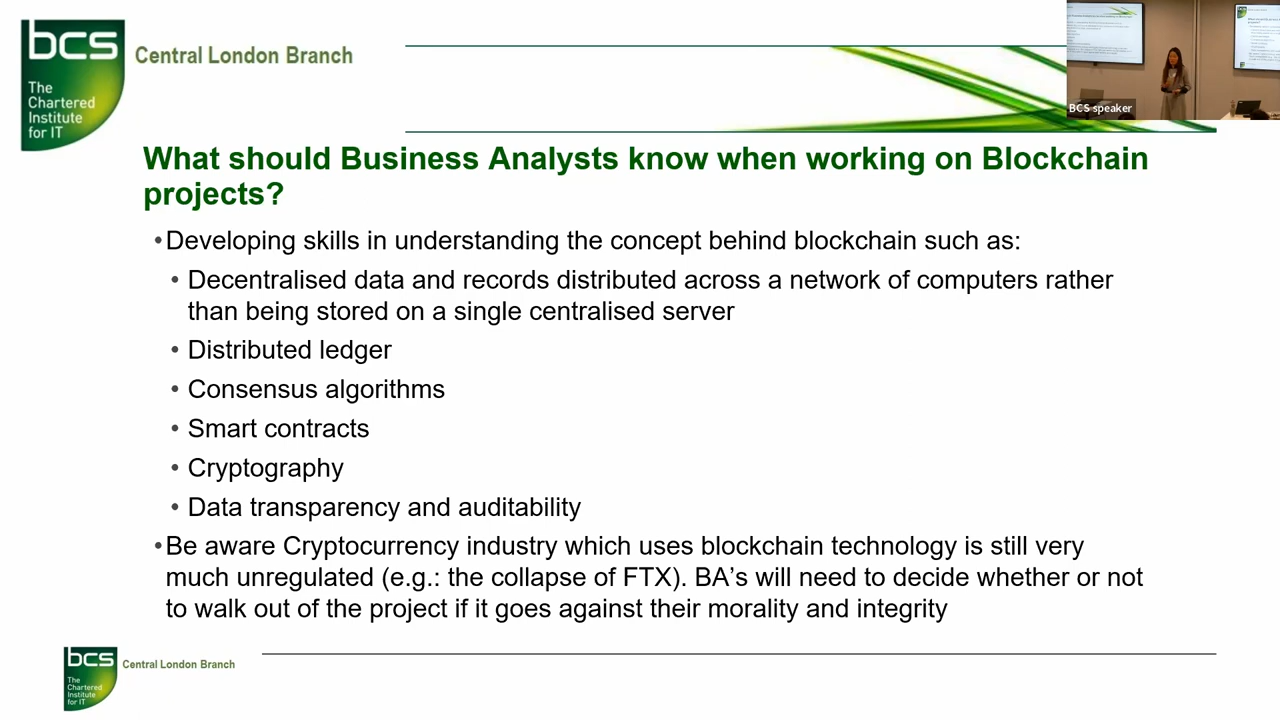 bcs
The
Chartered
Institute
for IT
Central London Branch
BCS speaker
What should Business Analysts know when working on Blockchain
projects?
•Developing skills in understanding the concept behind blockchain such as:
• Decentralised data and records distributed across a network of computers rather
than being stored on a single centralised server
• Distributed ledger
• Consensus algorithms
• Smart contracts
• Cryptography
• Data transparency and auditability
•Be aware Cryptocurrency industry which uses blockchain technology is still very
much unregulated (e.g.: the collapse of FTX). BA’s will need to decide whether or not
to walk out of the project if it goes against their morality and integrity
bcs
The
Chartered
Institute
for IT
Central London Branch